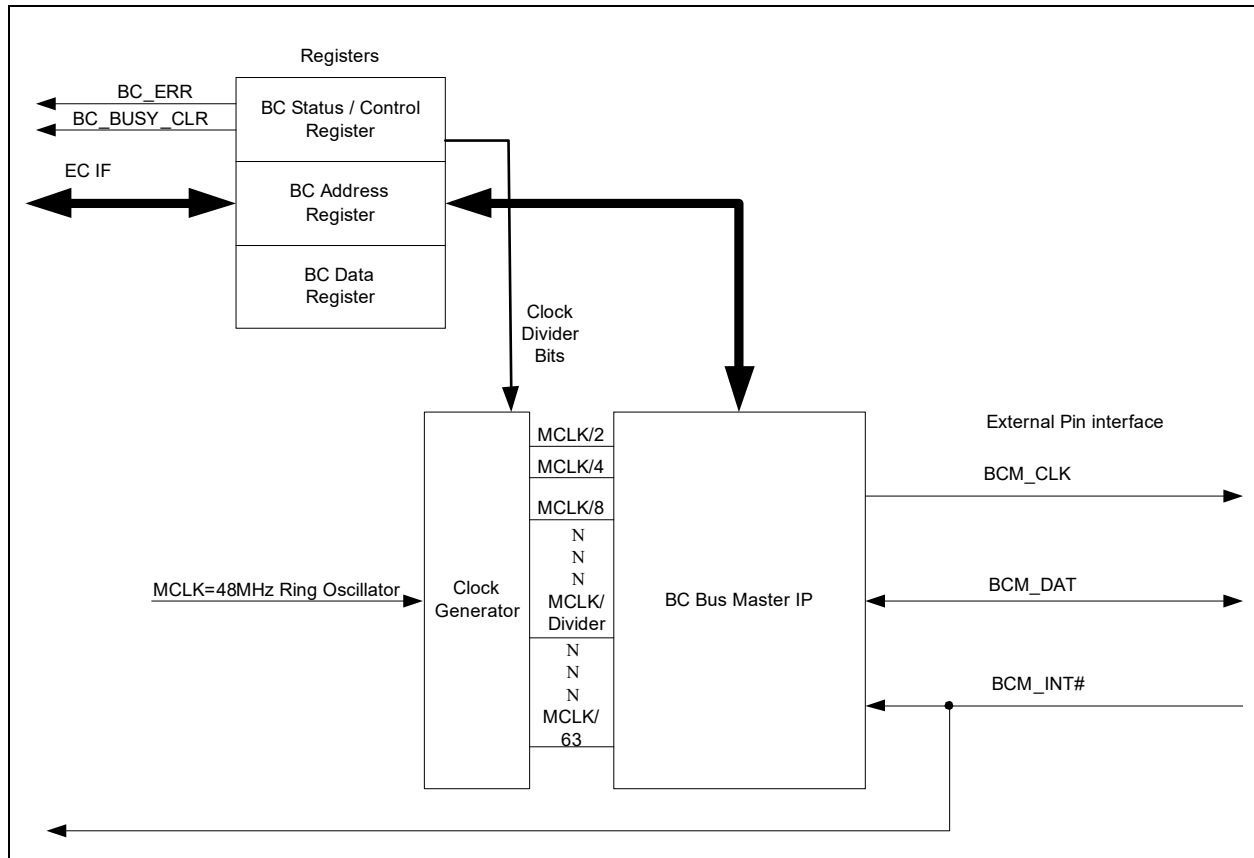 Registers
BC_ERR
BC_BUSY_CLR
BC Status / Control
Register
EC IF
BC Address
Register
BC Data
Register
Clock
Divider
Bits
External Pin interface
MCLK/2
MCLK/4
MCLK/8
N
N
N
MCLK/
Divider
N
N
N
MCLK/
63
MCLK=48MHz Ring Oscillator
Clock
Generator
BC Bus Master IP
BCM_CLK
BCM_DAT
BCM_INT#